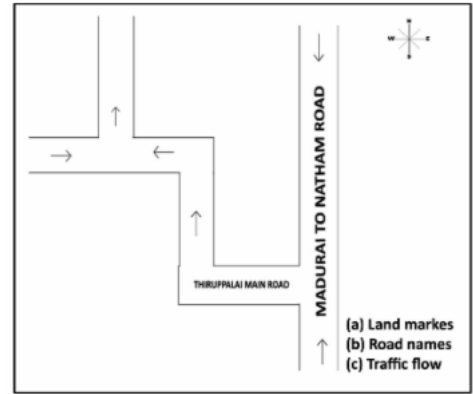 N
W E
S
MADURAI TO NATHAM ROAD
THIRUPPALAI MAIN ROAD
(a) Land markes
(b) Road names
(c) Traffic flow